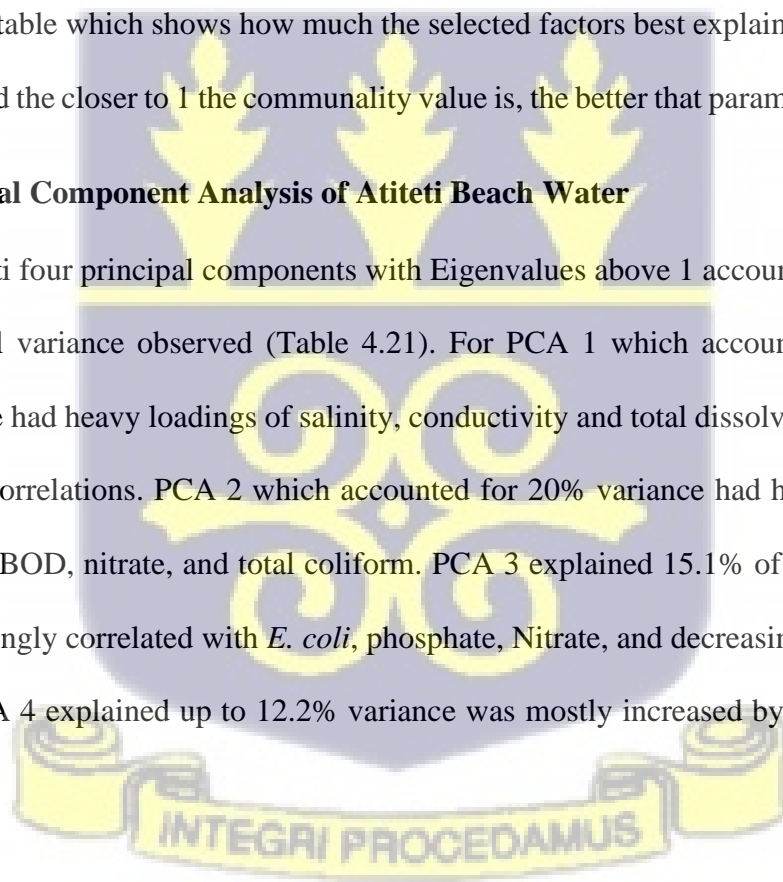 table which shows how much the selected factors best explain
d the closer to 1 the communality value is, the better that param
al Component Analysis of Atiteti Beach Water
ti four principal components with Eigenvalues above 1 accoun
l variance observed (Table 4.21). For PCA 1 which accoun
e had heavy loadings of salinity, conductivity and total dissolv
orrelations. PCA 2 which accounted for 20% variance had h
BOD, nitrate, and total coliform. PCA 3 explained 15.1% of
ngly correlated with E. coli, phosphate, Nitrate, and decreasin
A 4 explained up to 12.2% variance was mostly increased by
INTEGRI PROCEDAMUS